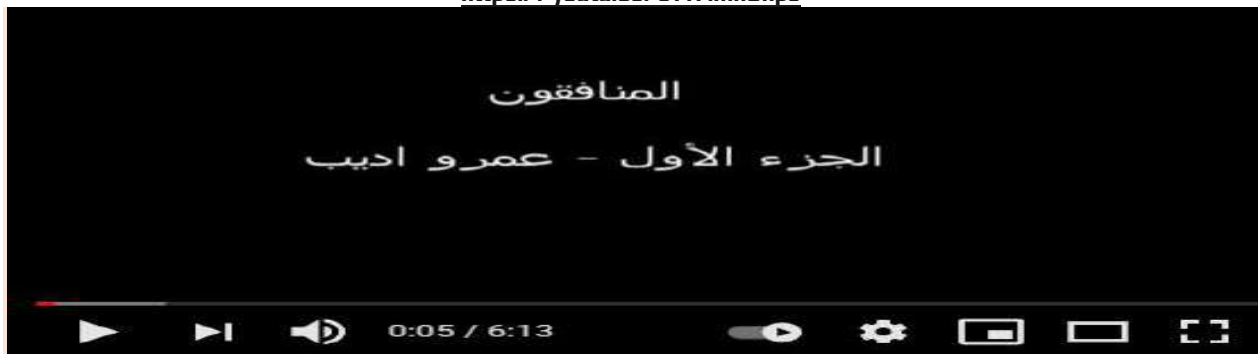 المنافقون
الجزء الأول - عمرو اديب
0:05 / 6:13